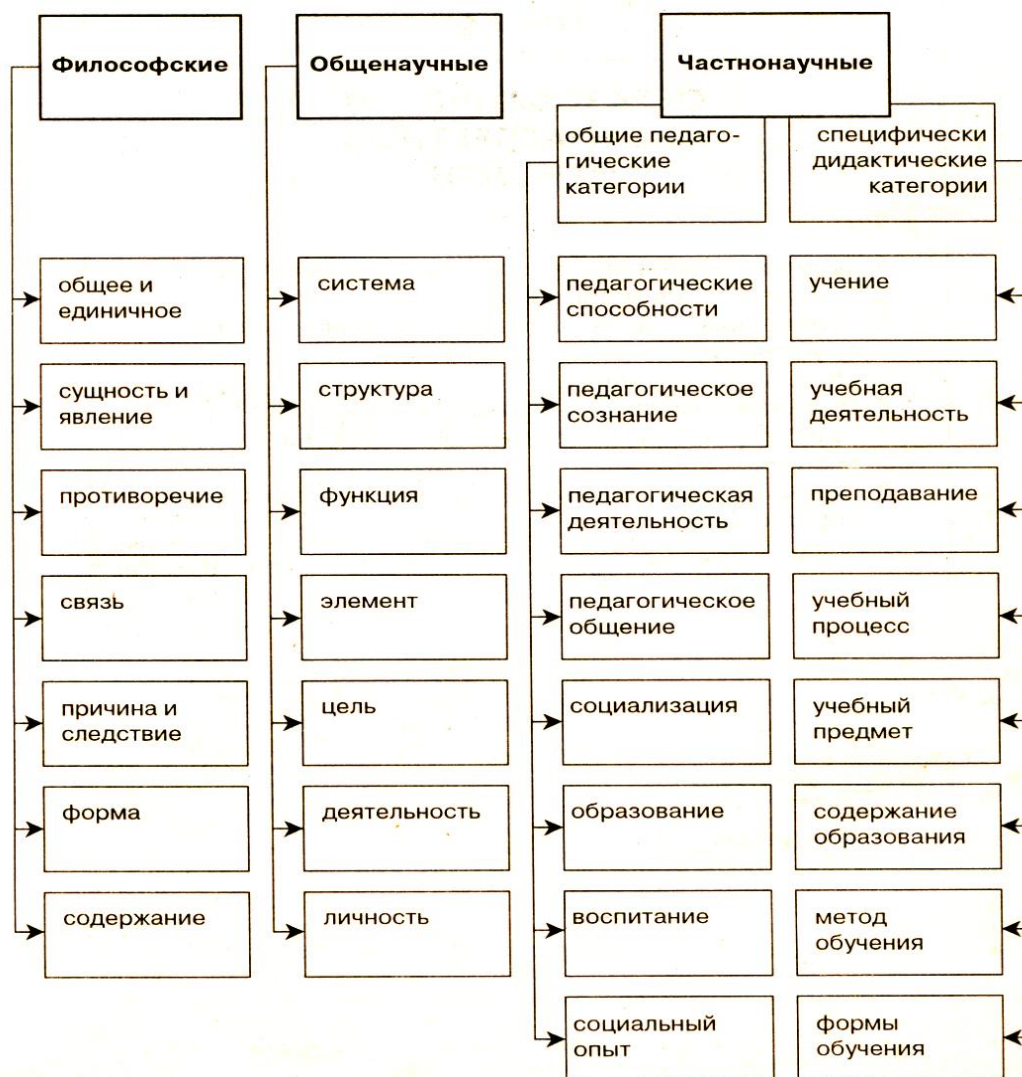 Философские
общее и
единичное
сущность и
явление
противоречие
связь
причина и
следствие
форма
содержание
Общенаучные
система
структура
функция
элемент
цель
деятельность
личность
Частнонаучные
общие педаго-
гические
категории
педагогические
способности
педагогическое
сознание
педагогическая
деятельность
педагогическое
общение
социализация
образование
воспитание
социальный
опыт
специфически
дидактические
категории
учение
учебная
деятельность
преподавание
учебный
процесс
учебный
предмет
содержание
образования
метод
обучения
формы
обучения